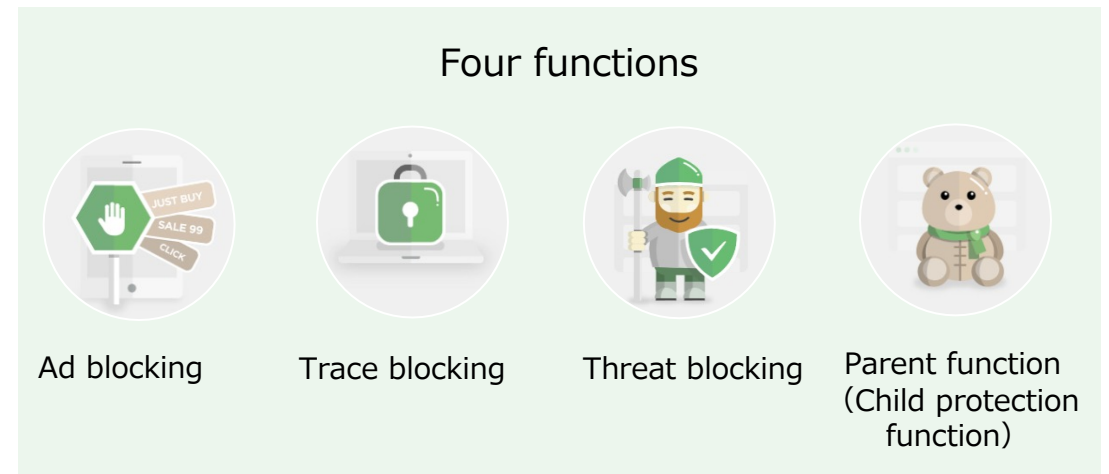 Four functions
JUST BUY
SALE 99
CLICK
Ad blocking
Trace blocking
Threat blocking
Parent function
（Child protection
function）